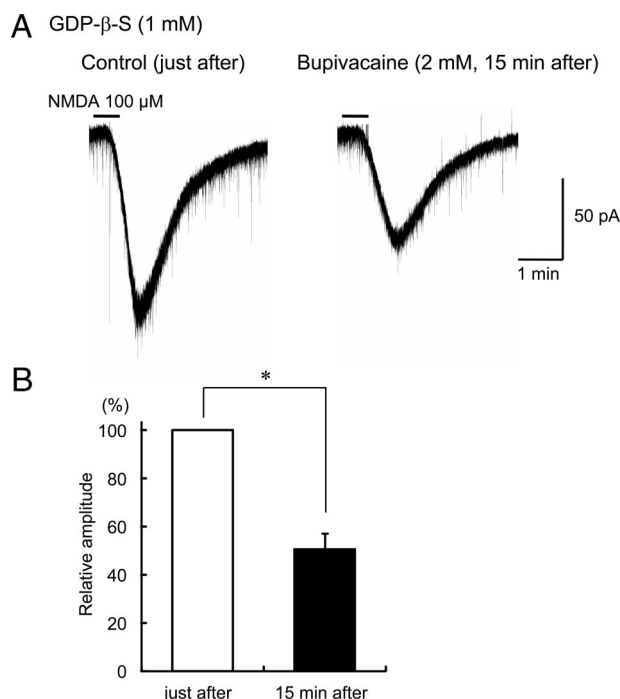 A GDP-β-S (1 mM)
Control (just after) Bupivacaine (2 mM, 15 min after)
NMDA 100 μM
50 pA
1 min
B
*
(%)
100
80
60
40
20
0
Relative amplitude
just after 15 min after